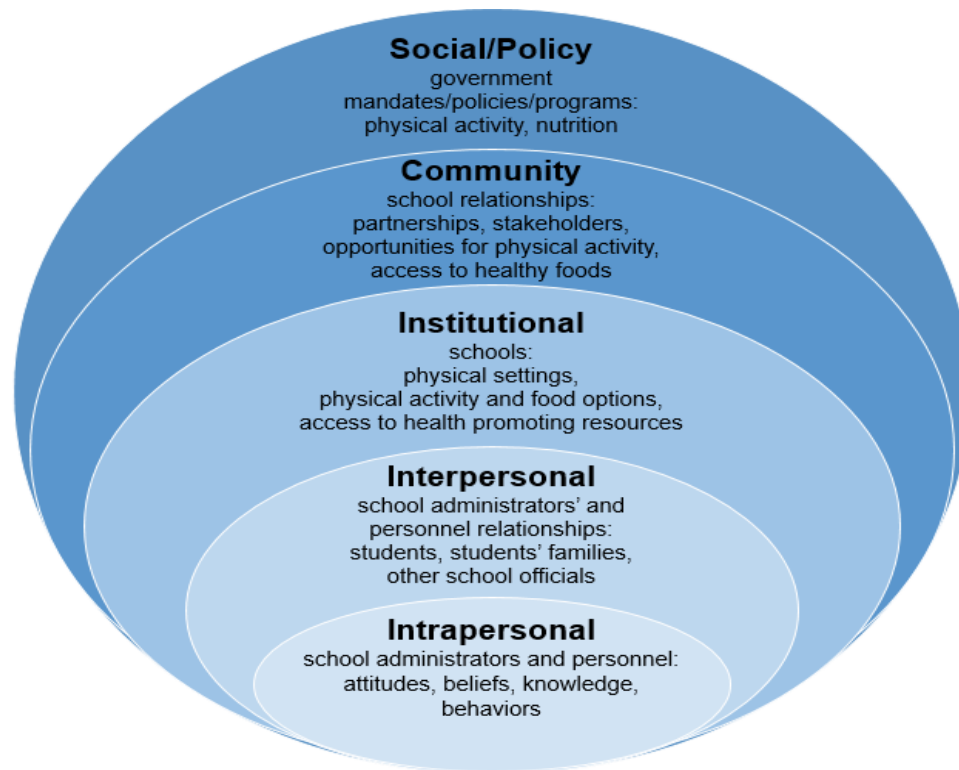 Social/Policy
government
mandates/policies/programs:
physical activity, nutrition
Community
school relationships:
partnerships, stakeholders,
opportunities for physical activity,
access to healthy foods
Institutional
schools:
physical settings,
physical activity and food options,
access to health promoting resources
Interpersonal
school administrators’ and
personnel relationships:
students, students’ families,
other school officials
Intrapersonal
school administrators and personnel:
attitudes, beliefs, knowledge,
behaviors